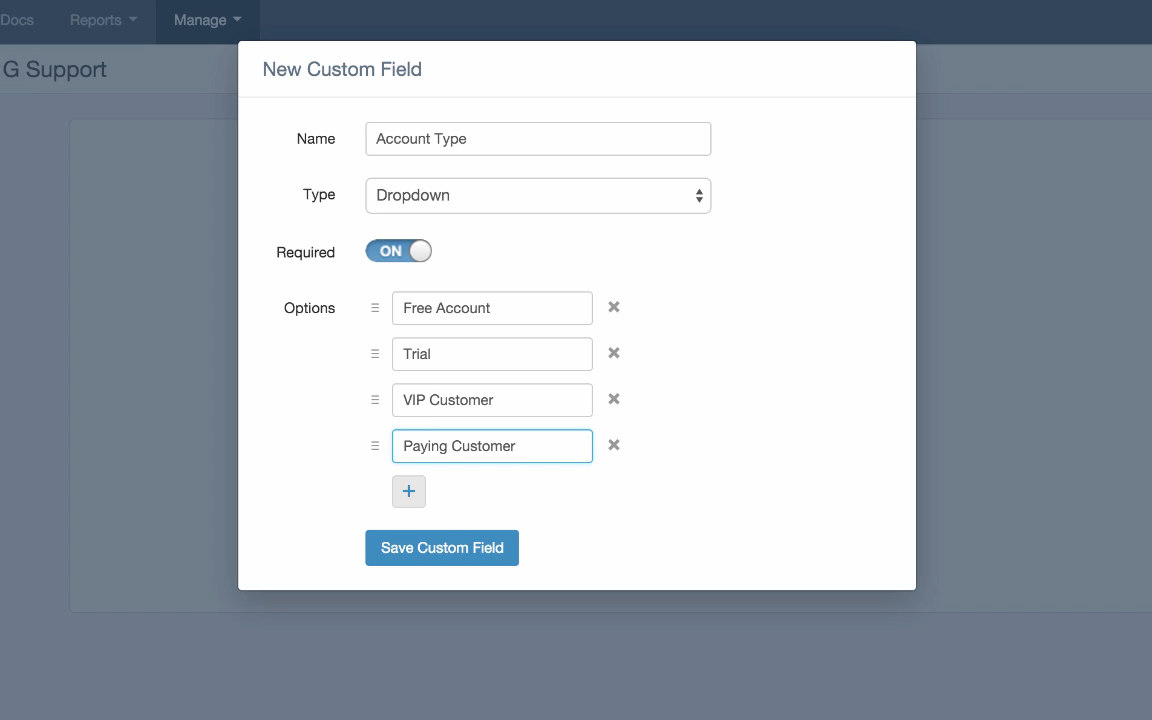 Docs Reports Manage
G Support
New Custom Field
Name Account Type
Type Dropdown
Required ON
Options Free Account
Trial
VIP Customer
Paying Customer
Save Custom Field